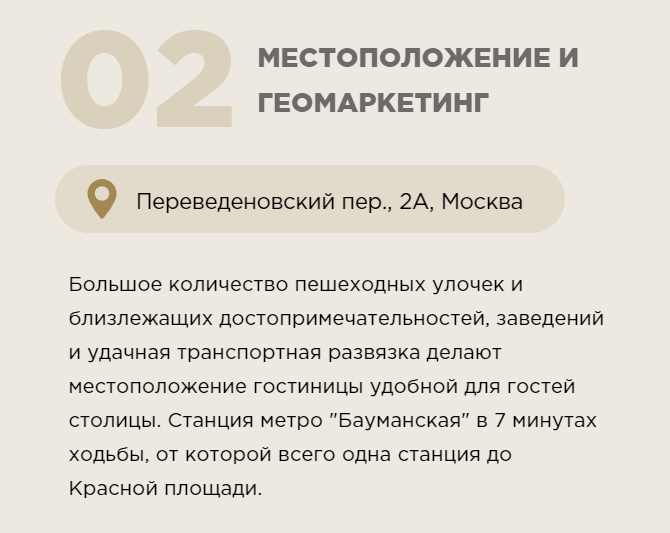 02
МЕСТОПОЛОЖЕНИЕ И
ГЕОМАРКЕТИНГ
Переведеновский пер., 2А, Москва
Большое количество пешеходных улочек и
близлежащих достопримечательностей, заведений
и удачная транспортная развязка делают
местоположение гостиницы удобной для гостей
столицы. Станция метро "Бауманская" в 7 минутах
ходьбы, от которой всего одна станция до
Красной площади.